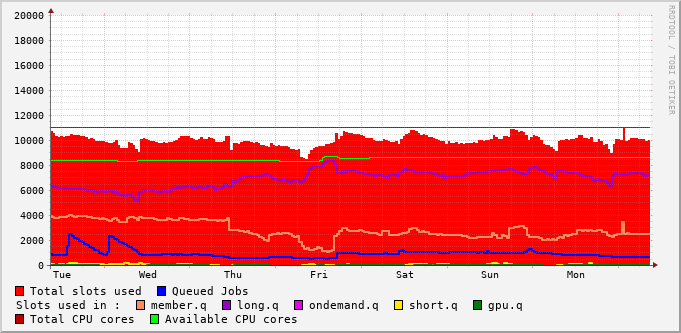 20000
18000
16000
14000
12000
10000
8000
6000
4000
2000
0
Tue Wed Thu Fri Sat Sun Mon
Total slots used Queued Jobs
Slots used in : member.q long.q ondemand.q short.q gpu.q
Total CPU cores Available CPU cores
RRDTOOL / TOBI OETIKER